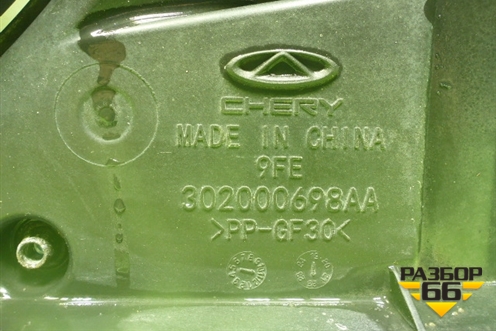 CHERY
MADE IN CHINA
9FE
302000698AA
>PP-GF30<
РАЗБОР
66